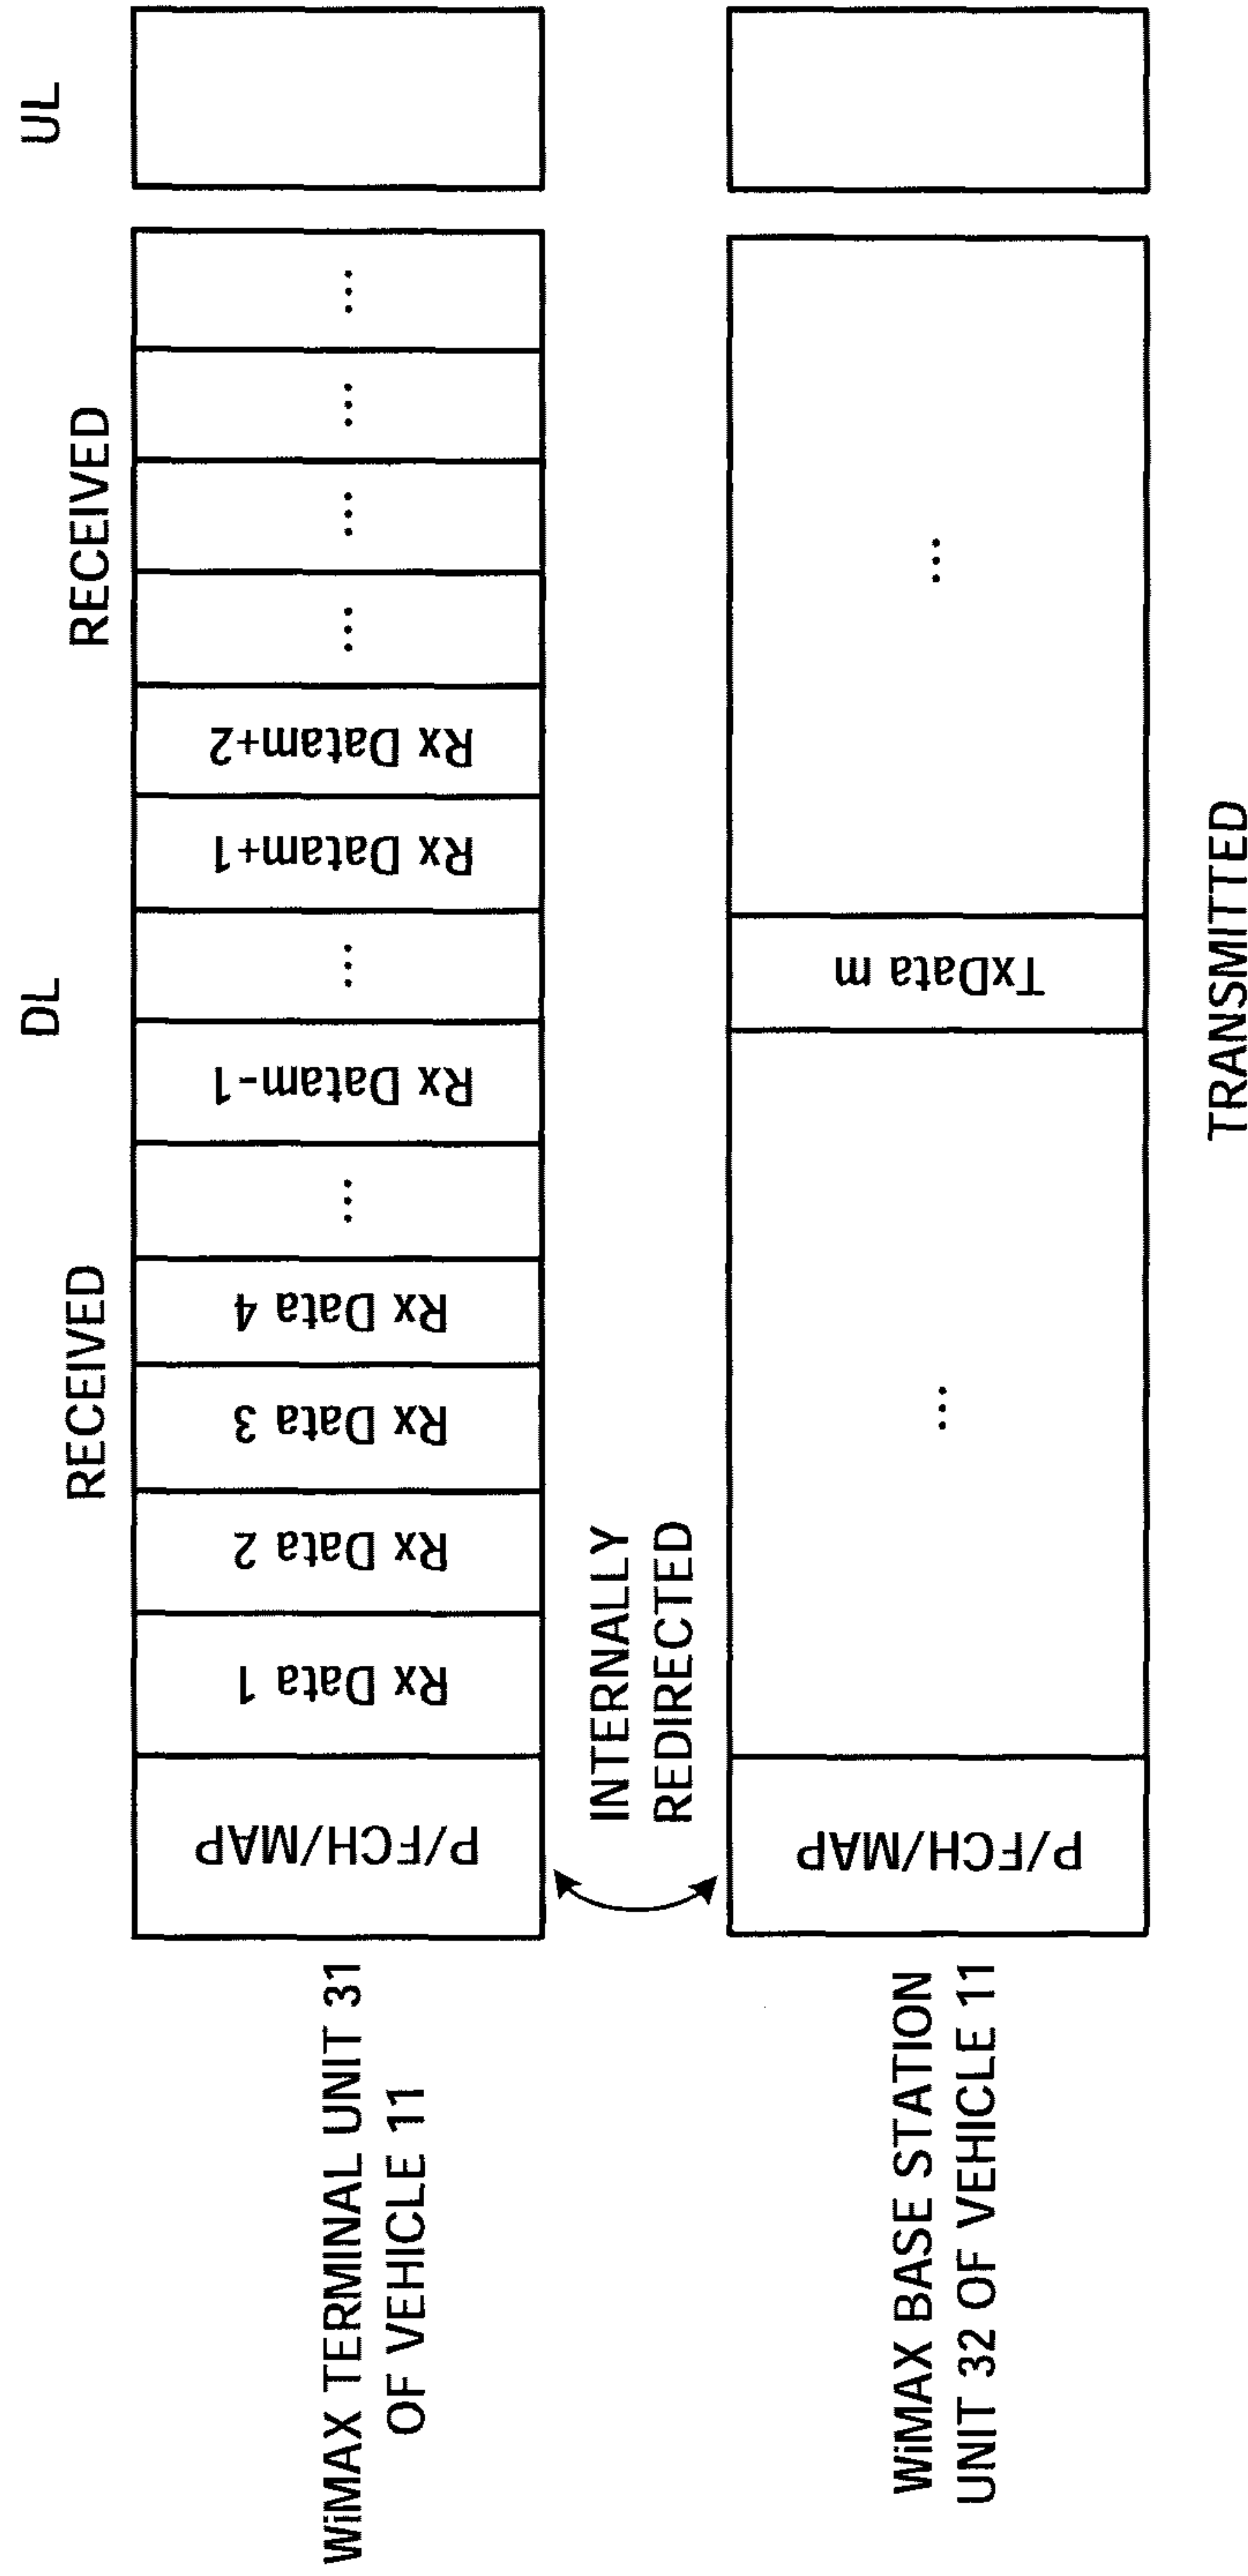 DL
UL
RECEIVED
RECEIVED
WiMAX TERMINAL UNIT 31
OF VEHICLE 11
P/FCH/MAP
Rx Data 1
Rx Data 2
Rx Data 3
Rx Data 4
...
Rx Datam-1
...
Rx Datam+1
Rx Datam+2
...
...
...
...
INTERNALLY
REDIRECTED
WiMAX BASE STATION
UNIT 32 OF VEHICLE 11
P/FCH/MAP
...
TxData m
...
TRANSMITTED